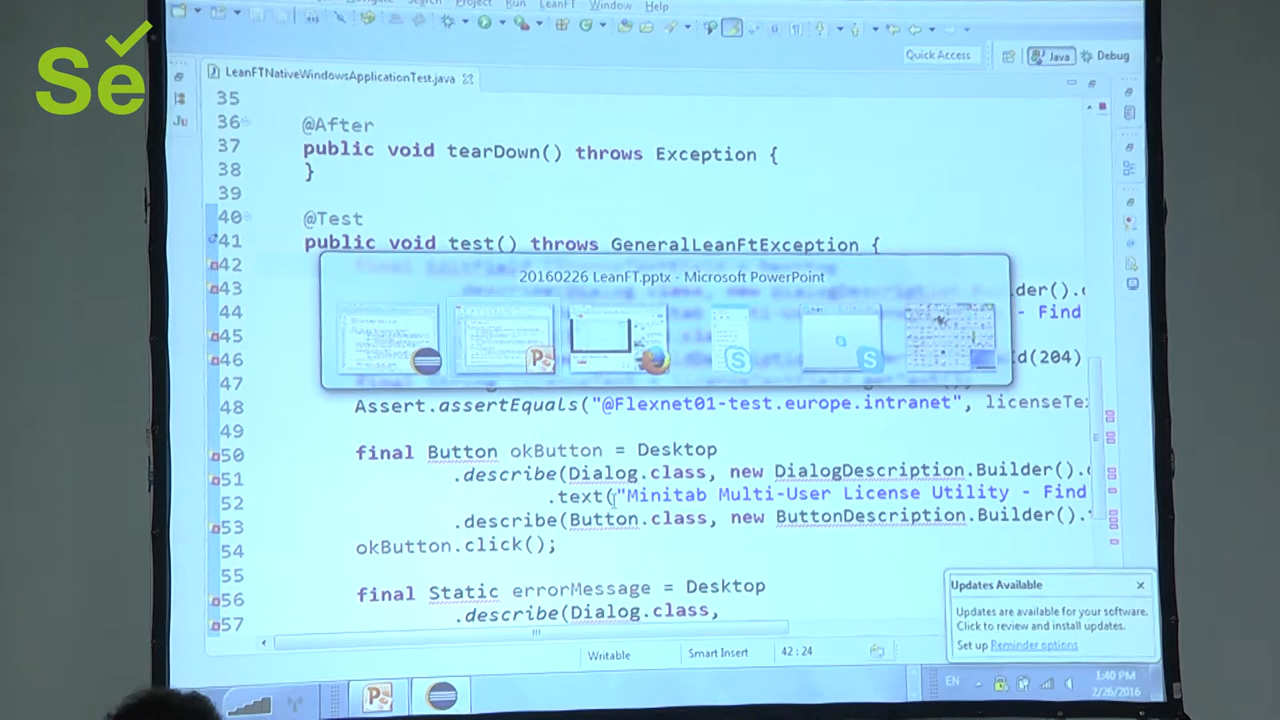 Se
Search Project Run LeanFT Window Help
Quick Access
Java
Debug
LeanFTNativeWindowsApplicationTest.java
Ju
35
36 @After
37 public void tearDown() throws Exception {
38 }
39
40 @Test
41 public void test() throws GeneralLeanFtException {
20160226 LeanFT.pptx - Microsoft PowerPoint
42
43 lder().
44 - Find
45
46 d(204)
47
48 Assert.assertEquals("@Flexnet01-test.europe.intranet", licenseTe
49
50 final Button okButton = Desktop
51 .describe(Dialog.class, new DialogDescription.Builder().
52 .text("Minitab Multi-User License Utility - Find
53 .describe(Button.class, new ButtonDescription.Builder().
54 okButton.click();
55
56 final Static errorMessage = Desktop
57 .describe(Dialog.class,
Updates Available
Updates are available for your software.
Click to review and install updates.
Set up Reminder options
Writable
Smart Insert
42 : 24
EN
1:40 PM
2/26/2016